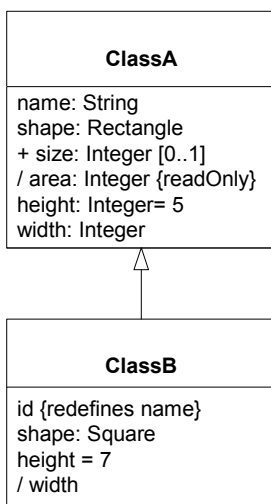 ClassA
name: String
shape: Rectangle
+ size: Integer [0..1]
/ area: Integer {readOnly}
height: Integer= 5
width: Integer
ClassB
id {redefines name}
shape: Square
height = 7
/ width